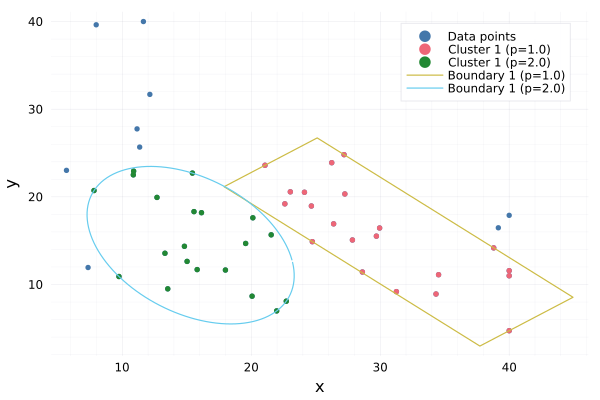 40
30
20
10
y
10
20
30
40
x
Data points
Cluster 1 (p=1.0)
Cluster 1 (p=2.0)
Boundary 1 (p=1.0)
Boundary 1 (p=2.0)